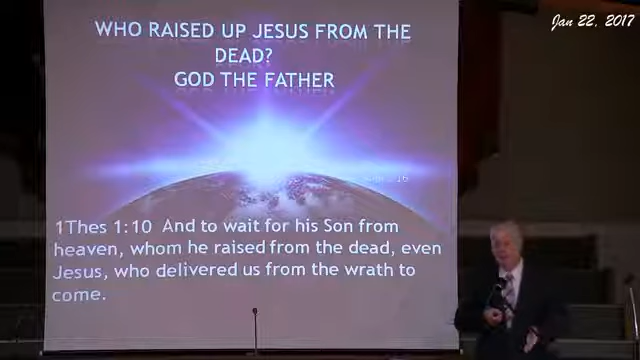 Jan 22, 2017
WHO RAISED UP JESUS FROM THE
DEAD?
GOD THE FATHER
1Thes 1:10 And to wait for his Son from
heaven, whom he raised from the dead, even
Jesus, who delivered us from the wrath to
come.